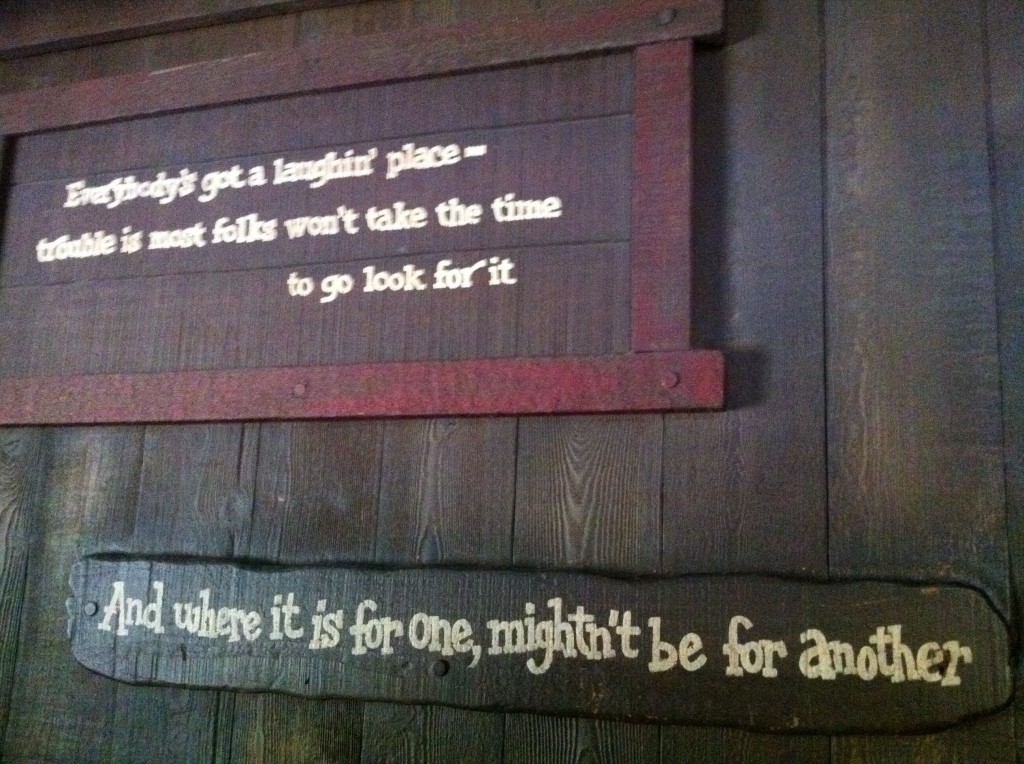 Everybody's got a laughin' place -
trouble is most folks won't take the time
to go look for it
And where it is for one, mightn't be for another